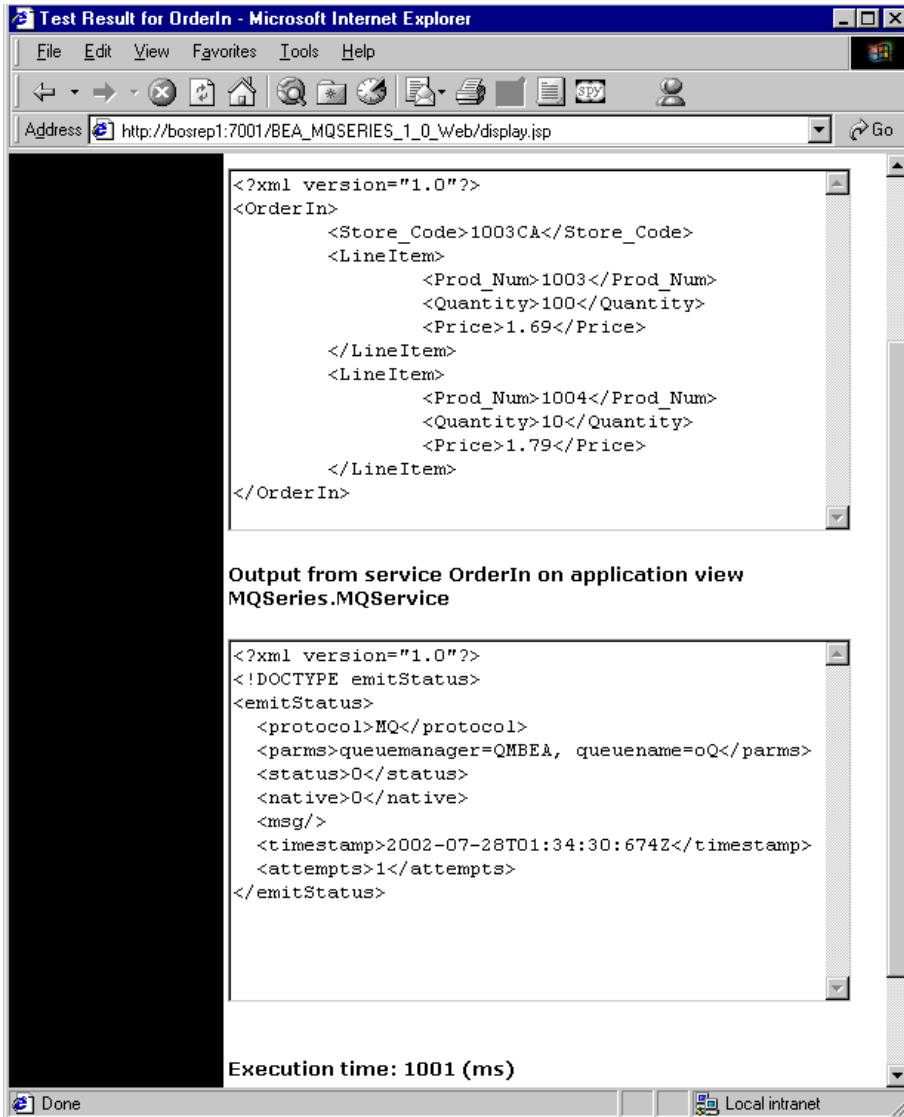 Test Result for OrderIn - Microsoft Internet Explorer
File Edit View Favorites Tools Help
SPY
Address http://bosrep1:7001/BEA_MQSERIES_1_0_Web/display.jsp Go
<?xml version="1.0"?>
<OrderIn>
<Store_Code>1003CA</Store_Code>
<LineItem>
<Prod_Num>1003</Prod_Num>
<Quantity>100</Quantity>
<Price>1.69</Price>
</LineItem>
<LineItem>
<Prod_Num>1004</Prod_Num>
<Quantity>10</Quantity>
<Price>1.79</Price>
</LineItem>
</OrderIn>
Output from service OrderIn on application view
MQSeries.MQService
<?xml version="1.0"?>
<!DOCTYPE emitStatus>
<emitStatus>
<protocol>MQ</protocol>
<parms>queuemanager=QMBEA, queuename=oQ</parms>
<status>0</status>
<native>0</native>
<msg/>
<timestamp>2002-07-28T01:34:30:674Z</timestamp>
<attempts>1</attempts>
</emitStatus>
Execution time: 1001 (ms)
Done Local intranet